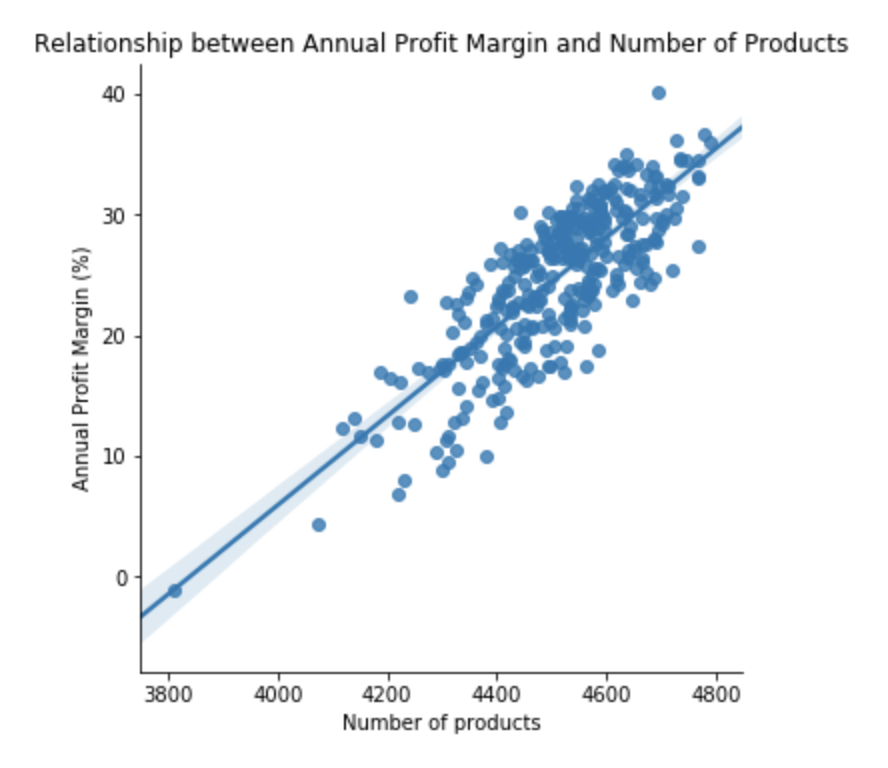 Relationship between Annual Profit Margin and Number of Products
40
30
20
10
0
Annual Profit Margin (%)
3800 4000 4200 4400 4600 4800
Number of products